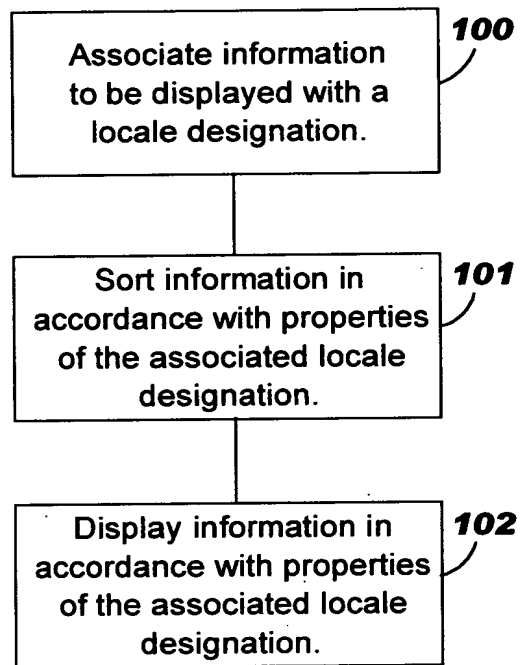 100
Associate information
to be displayed with a
locale designation.
101
Sort information in
accordance with properties
of the associated locale
designation.
102
Display information in
accordance with properties
of the associated locale
designation.